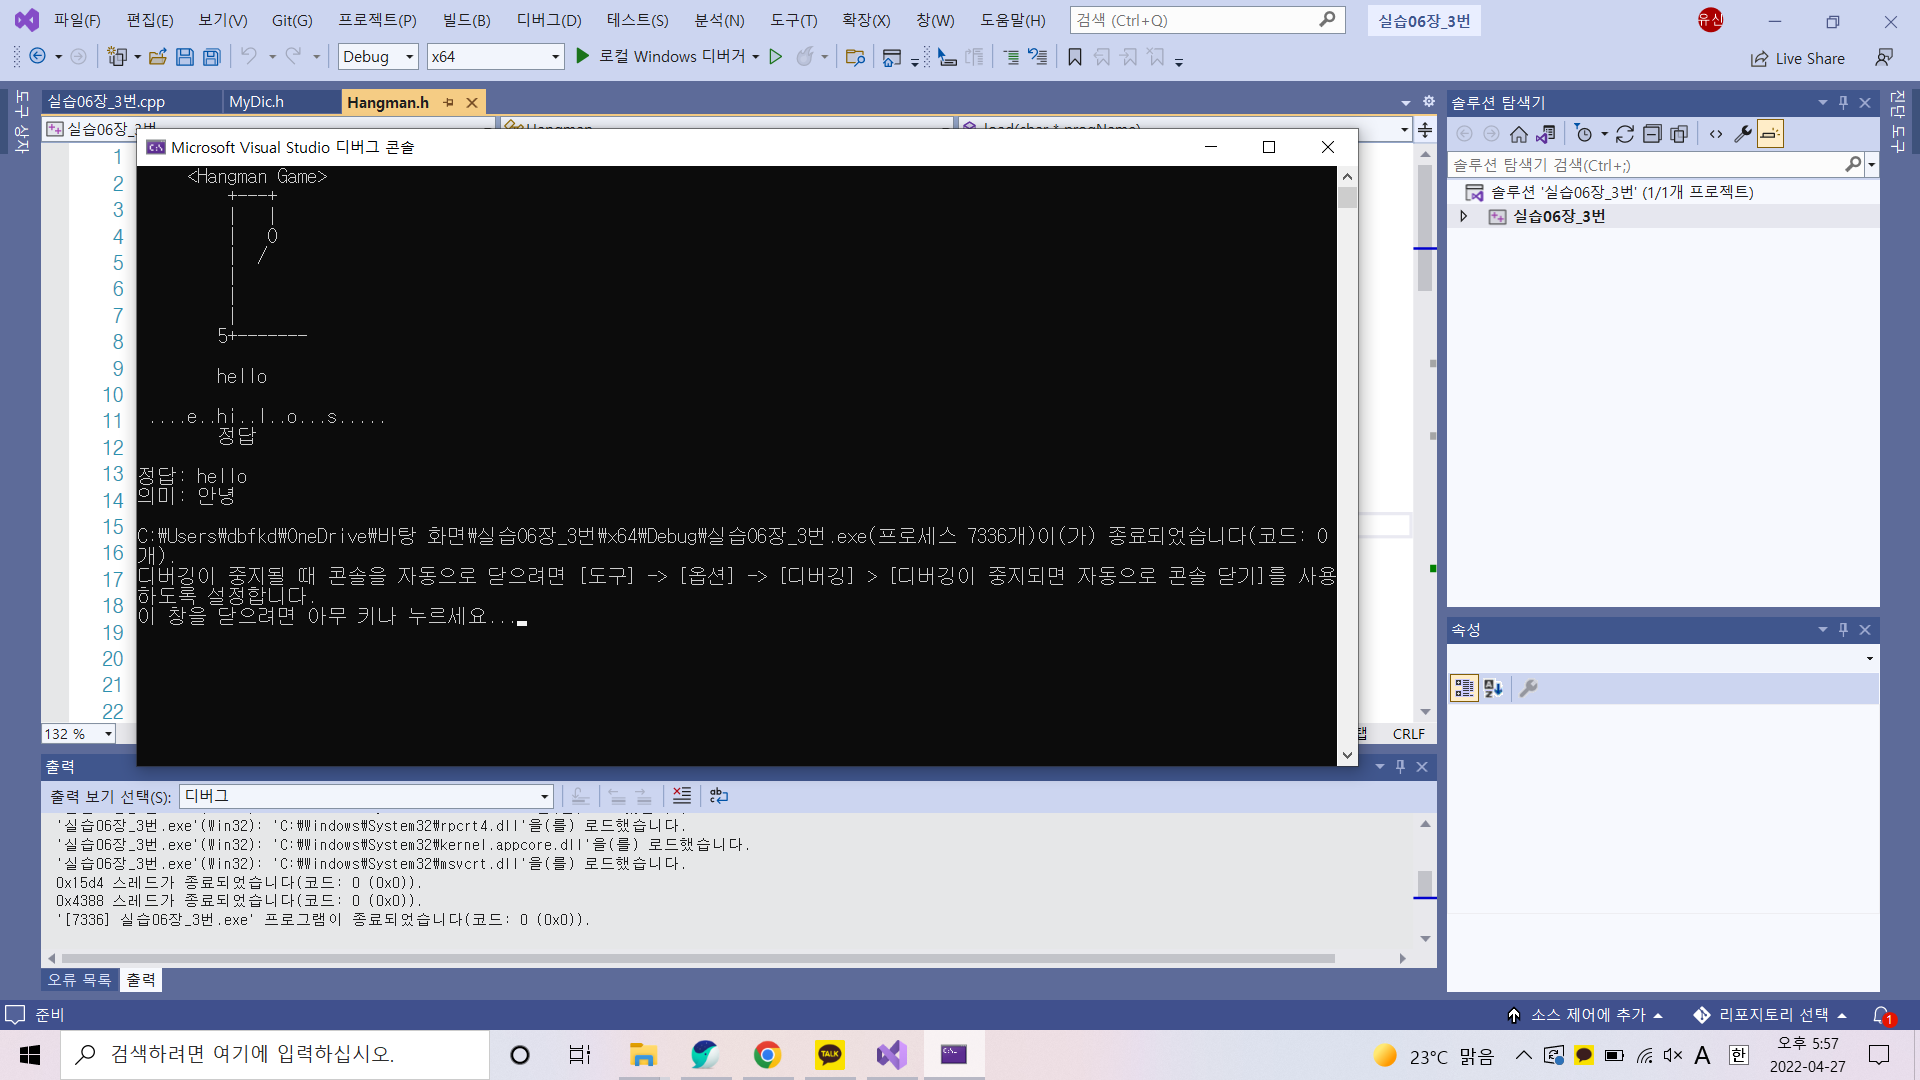 파일(F) 편집(E) 보기(V) Git(G) 프로젝트(P) 빌드(B) 디버그(D) 테스트(S) 분석(N) 도구(T) 확장(X) 창(W) 도움말(H) 검색 (Ctrl+Q) 실습06장_3번 유신
Debug x64 로컬 Windows 디버거 Live Share
도구 상자
실습06장_3번.cpp MyDic.h Hangman.h
실습06장_3번
1
2
3
4
5
6
7
8
9
10
11
12
13
14
15
16
17
18
19
20
21
22
132 %
CRLF
Microsoft Visual Studio 디버그 콘솔
<Hangman Game>
+---+
|   |
|   O
|  /
|
|
|
5+-------
hello
....e..hi..l..o...s.....
정답
정답: hello
의미: 안녕
C:\Users\dbfkd\OneDrive\바탕 화면\실습06장_3번\x64\Debug\실습06장_3번.exe(프로세스 7336개)이(가) 종료되었습니다(코드: 0
개).
디버깅이 중지될 때 콘솔을 자동으로 닫으려면 [도구] -> [옵션] -> [디버깅] > [디버깅이 중지되면 자동으로 콘솔 닫기]를 사용
하도록 설정합니다.
이 창을 닫으려면 아무 키나 누르세요...
출력
출력 보기 선택(S): 디버그
'실습06장_3번.exe'(Win32): 'C:\Windows\System32\rpcrt4.dll'을(를) 로드했습니다.
'실습06장_3번.exe'(Win32): 'C:\Windows\System32\kernel.appcore.dll'을(를) 로드했습니다.
'실습06장_3번.exe'(Win32): 'C:\Windows\System32\msvcrt.dll'을(를) 로드했습니다.
0x15d4 스레드가 종료되었습니다(코드: 0 (0x0)).
0x4388 스레드가 종료되었습니다(코드: 0 (0x0)).
'[7336] 실습06장_3번.exe' 프로그램이 종료되었습니다(코드: 0 (0x0)).
오류 목록 출력
솔루션 탐색기
솔루션 탐색기 검색(Ctrl+;)
솔루션 '실습06장_3번' (1/1개 프로젝트)
실습06장_3번
속성
진단 도구
준비 소스 제어에 추가 리포지토리 선택 1
검색하려면 여기에 입력하십시오. TALK 23°C 맑음 A 한 오후 5:57
2022-04-27